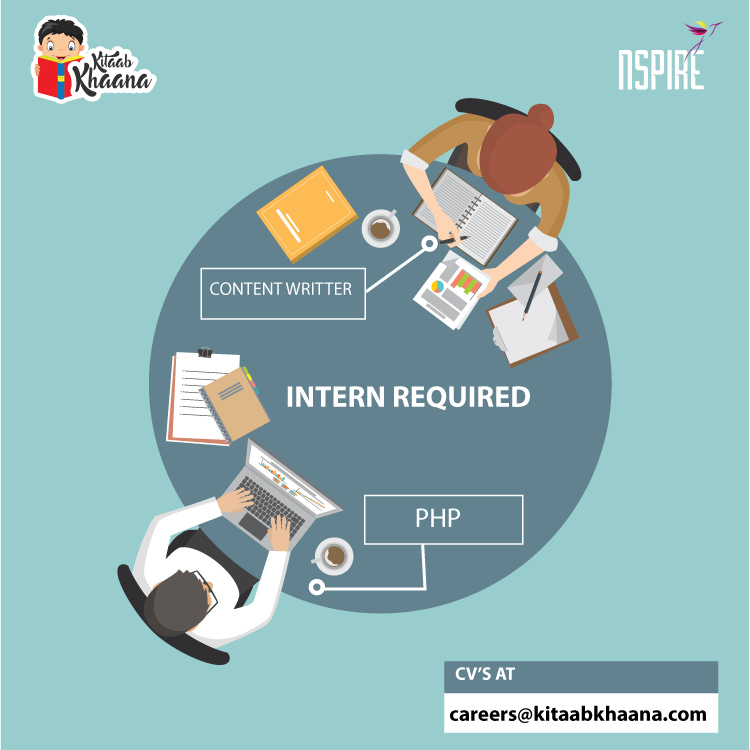 Kitaab
Khaana
NSPIRE
CONTENT WRITTER
INTERN REQUIRED
PHP
CV'S AT
careers@kitaabkhaana.com